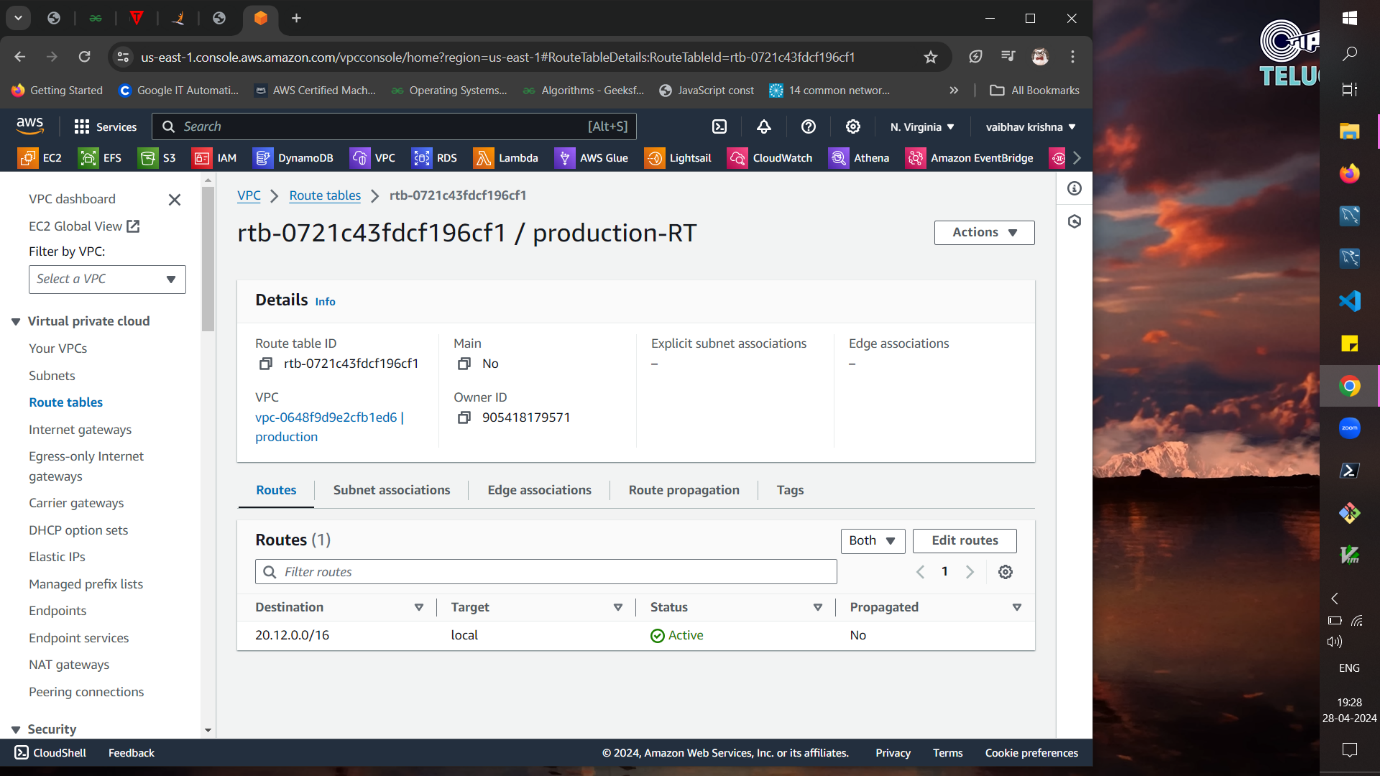 us-east-1.console.aws.amazon.com/vpcconsole/home?region=us-east-1#RouteTableDetails:RouteTableId=rtb-0721c43fdcf196cf1
Getting Started Google IT Automati... AWS Certified Mach... Operating Systems... Algorithms - Geeksf... JavaScript const 14 common networ... » All Bookmarks
aws Services Search [Alt+S] N. Virginia vaibhav krishna
EC2 EFS S3 IAM DynamoDB VPC RDS Lambda AWS Glue Lightsail CloudWatch Athena Amazon EventBridge
VPC dashboard
EC2 Global View
Filter by VPC:
Select a VPC
Virtual private cloud
Your VPCs
Subnets
Route tables
Internet gateways
Egress-only Internet
gateways
Carrier gateways
DHCP option sets
Elastic IPs
Managed prefix lists
Endpoints
Endpoint services
NAT gateways
Peering connections
Security
VPC Route tables rtb-0721c43fdcf196cf1
rtb-0721c43fdcf196cf1 / production-RT
Actions
Details Info
Route table ID
rtb-0721c43fdcf196cf1
Main
No
Explicit subnet associations
–
Edge associations
–
VPC
vpc-0648f9d9e2cfb1ed6 |
production
Owner ID
905418179571
Routes Subnet associations Edge associations Route propagation Tags
Routes (1) Both Edit routes
Filter routes 1
Destination Target Status Propagated
20.12.0.0/16 local Active No
CloudShell Feedback © 2024, Amazon Web Services, Inc. or its affiliates. Privacy Terms Cookie preferences
TELU
zoom
ENG
19:28
28-04-2024